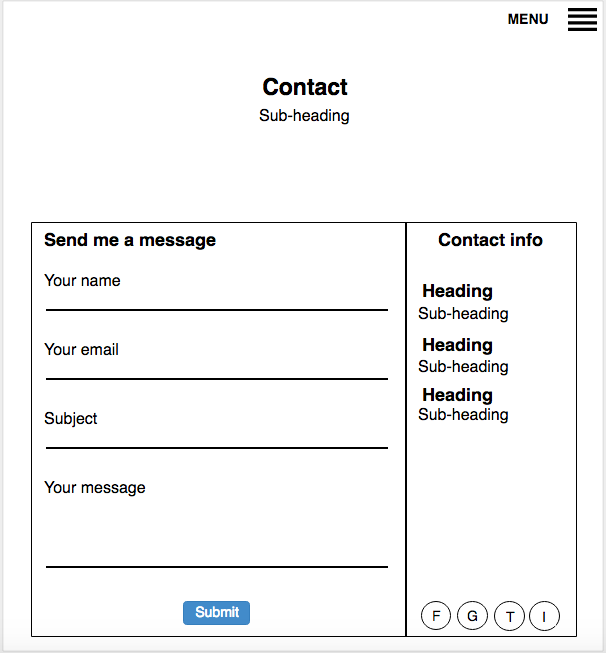 MENU
Contact
Sub-heading
Send me a message
Your name
Your email
Subject
Your message
Submit
Contact info
Heading
Sub-heading
Heading
Sub-heading
Heading
Sub-heading
F G T I